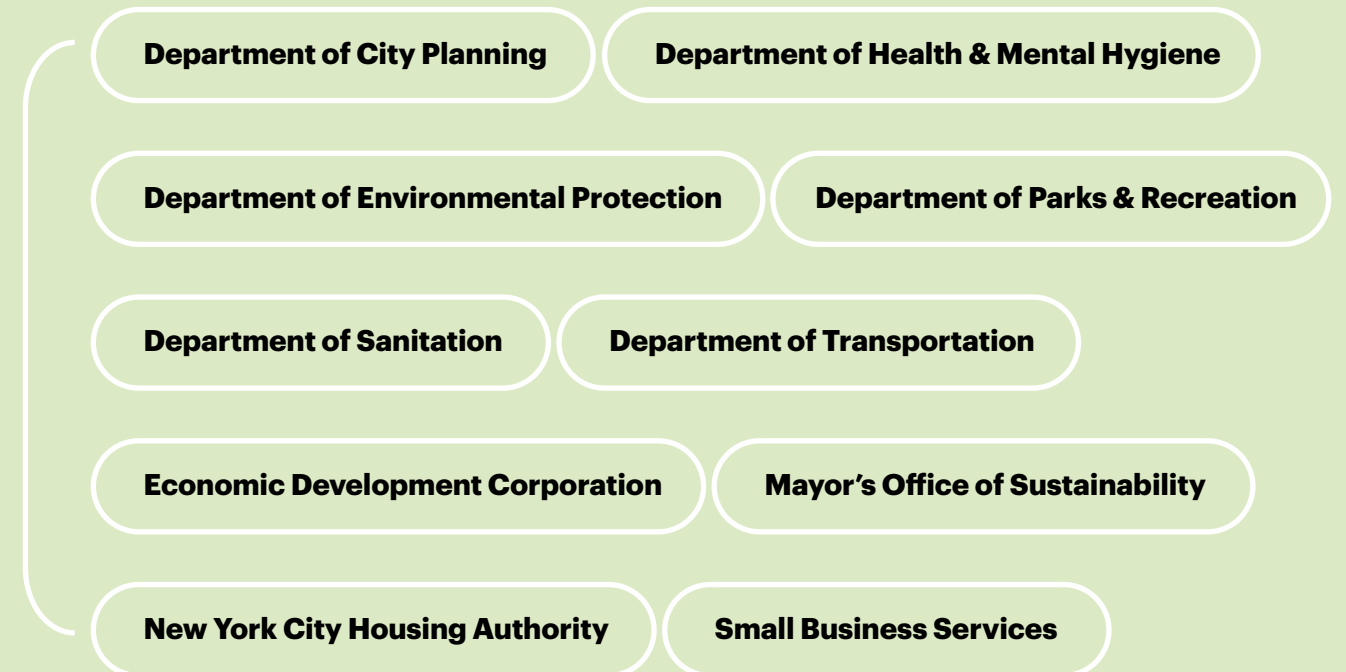 Department of City Planning
Department of Health & Mental Hygiene
Department of Environmental Protection
Department of Parks & Recreation
Department of Sanitation
Department of Transportation
Economic Development Corporation
Mayor’s Office of Sustainability
New York City Housing Authority
Small Business Services